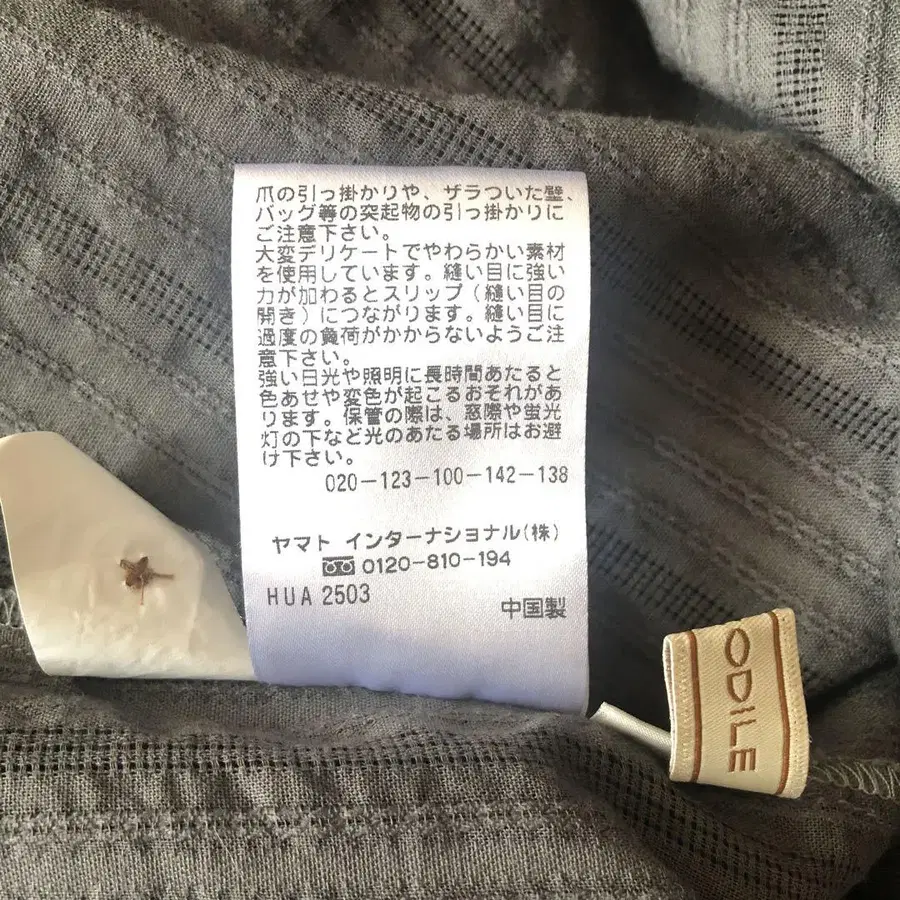 爪の引っ掛かりや、ザラついた壁、
バッグ等の突起物の引っ掛かりに
ご注意下さい。
大変デリケートでやわらかい素材
を使用しています。縫い目に強い
力が加わるとスリップ(縫い目の
開き)につながります。縫い目に
過度の負荷がかからないようご注
意下さい。
強い日光や照明に長時間あたると
色あせや変色が起こるおそれがあ
ります。保管の際は、窓際や蛍光
灯の下など光のあたる場所はお避
け下さい。
020-123-100-142-138
ヤマト インターナショナル(株)
0120-810-194
HUA 2503
中国製
ODILE